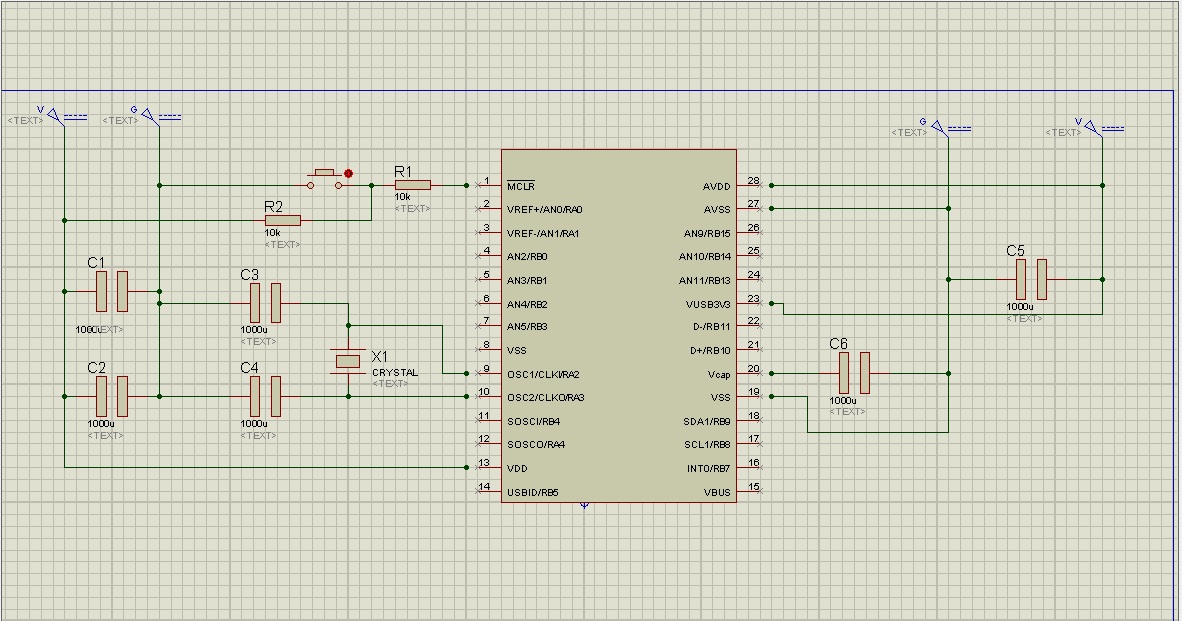 V
<TEXT>
G
<TEXT>
G
<TEXT>
V
<TEXT>
R1
10k
<TEXT>
R2
10k
<TEXT>
C1
<TEXT>
C3
1000u
<TEXT>
C2
1000u
<TEXT>
C4
1000u
<TEXT>
X1
CRYSTAL
<TEXT>
1 MCLR
2 VREF+/AN0/RA0
3 VREF-/AN1/RA1
4 AN2/RB0
5 AN3/RB1
6 AN4/RB2
7 AN5/RB3
8 VSS
9 OSC1/CLKI/RA2
10 OSC2/CLKO/RA3
11 SOSCI/RB4
12 SOSCO/RA4
13 VDD
14 USBID/RB5
AVDD 28
AVSS 27
AN9/RB15 26
AN10/RB14 25
AN11/RB13 24
VUSB3V3 23
D-/RB11 22
D+/RB10 21
Vcap 20
VSS 19
SDA1/RB9 18
SCL1/RB8 17
INT0/RB7 16
VBUS 15
C5
1000u
<TEXT>
C6
1000u
<TEXT>